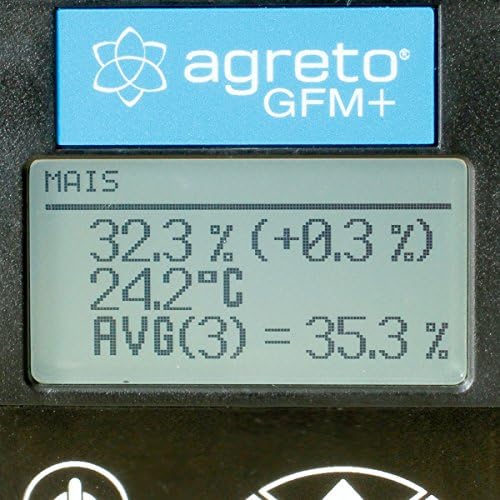 agreto®
GFM+
MAIS
32.3 % (+0.3 %)
24.2°C
AVG(3) = 35.3 %